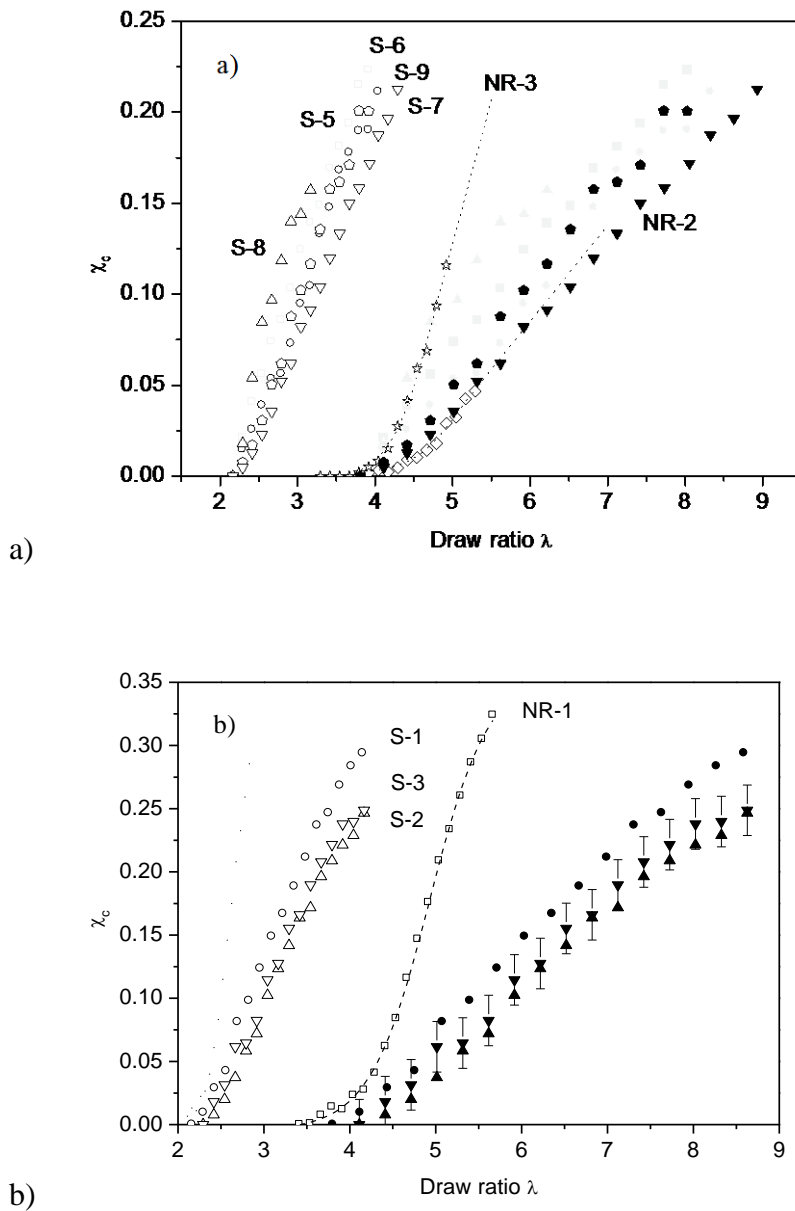 a)
S-6
S-9
S-7
S-5
S-8
NR-3
NR-2
0.25
0.20
0.15
0.10
0.05
0.00
χc
2 3 4 5 6 7 8 9
Draw ratio λ
a)
b)
S-1
S-3
S-2
NR-1
0.35
0.30
0.25
0.20
0.15
0.10
0.05
0.00
χc
2 3 4 5 6 7 8 9
Draw ratio λ
b)